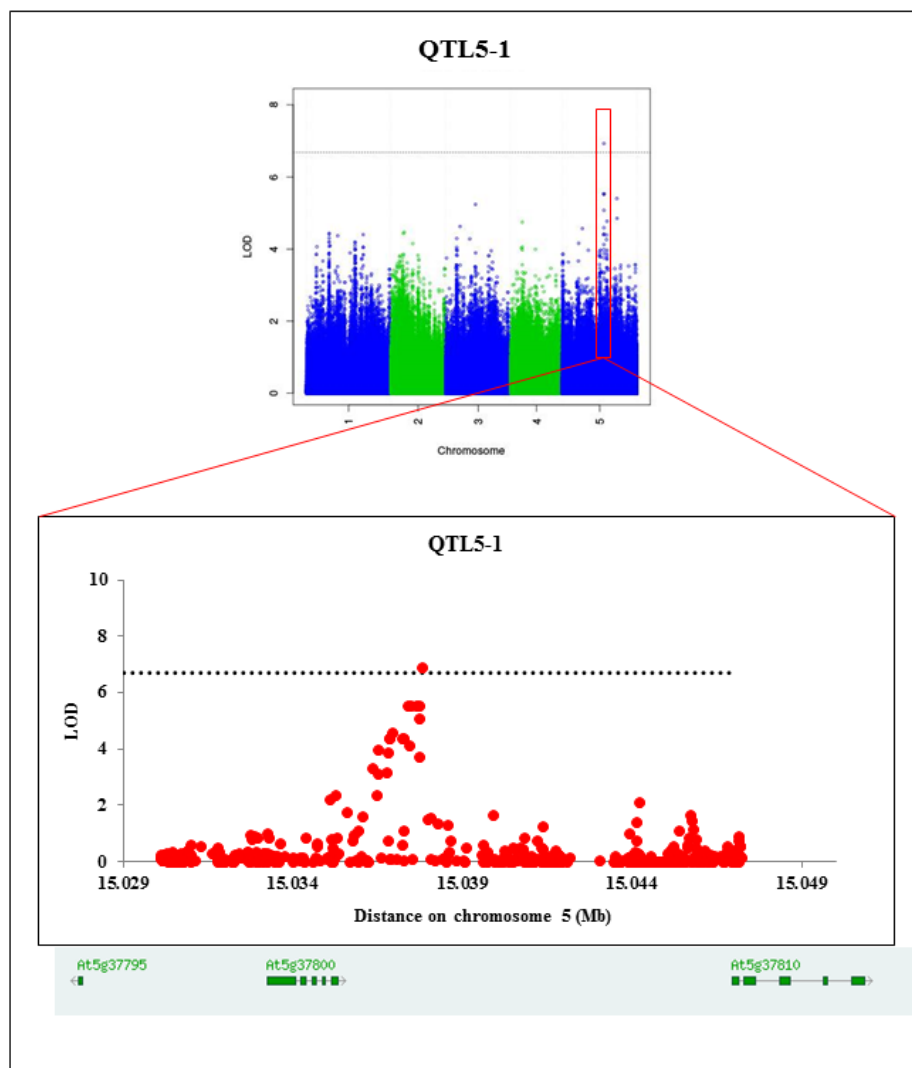 QTL5-1
8
6
4
2
0
LOD
1 2 3 4 5
Chromosome
QTL5-1
10
8
6
4
2
0
LOD
15.029 15.034 15.039 15.044 15.049
Distance on chromosome 5 (Mb)
At5g37795 At5g37800 At5g37810